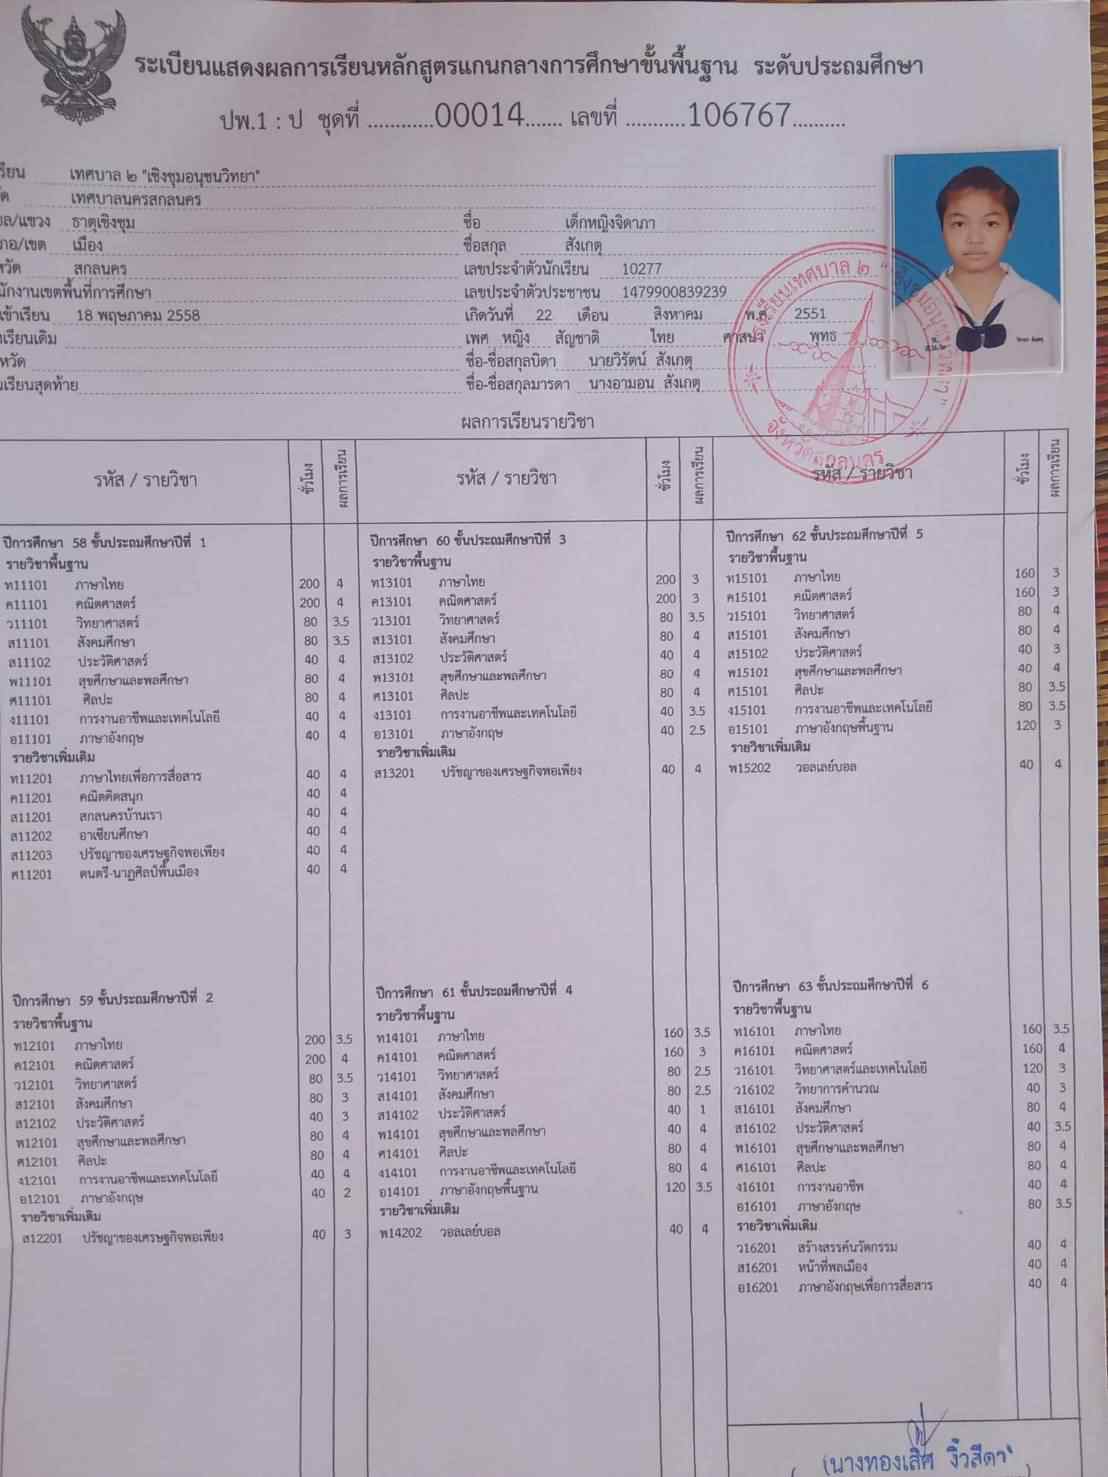 ระเบียนแสดงผลการเรียนหลักสูตรแกนกลางการศึกษาขั้นพื้นฐาน ระดับประถมศึกษา
ปพ.1 : ป ชุดที่ ............00014....... เลขที่ ...........106767..........
เรียน เทศบาล ๒ "เชิงชุมอนุชนวิทยา"
เทศบาลนครสกลนคร
ล/แขวง ธาตุเชิงชุม ชื่อ เด็กหญิงจิดาภา
ภอ/เขต เมือง ชื่อสกุล สังเกตุ
หวัด สกลนคร เลขประจำตัวนักเรียน 10277
นักงานเขตพื้นที่การศึกษา เลขประจำตัวประชาชน 1479900839239
เข้าเรียน 18 พฤษภาคม 2558 เกิดวันที่ 22 เดือน สิงหาคม พ.ศ. 2551
เรียนเดิม เพศ หญิง สัญชาติ ไทย ศาสนา พุทธ
หวัด ชื่อ-ชื่อสกุลบิดา นายวิรัตน์ สังเกตุ
เรียนสุดท้าย ชื่อ-ชื่อสกุลมารดา นางอามอน สังเกตุ
โรงเรียนเทศบาล ๒ "เชิงชุมอนุชนวิทยา"
จังหวัดสกลนคร
ผลการเรียนรายวิชา
รหัส / รายวิชา ชั่วโมง ผลการเรียน รหัส / รายวิชา ชั่วโมง ผลการเรียน รหัส / รายวิชา ชั่วโมง ผลการเรียน
ปีการศึกษา 58 ชั้นประถมศึกษาปีที่ 1
รายวิชาพื้นฐาน
ท11101 ภาษาไทย 200 4
ค11101 คณิตศาสตร์ 200 4
ว11101 วิทยาศาสตร์ 80 3.5
ส11101 สังคมศึกษา 80 3.5
ส11102 ประวัติศาสตร์ 40 4
พ11101 สุขศึกษาและพลศึกษา 80 4
ศ11101 ศิลปะ 80 4
ง11101 การงานอาชีพและเทคโนโลยี 40 4
อ11101 ภาษาอังกฤษ 40 4
รายวิชาเพิ่มเติม
ท11201 ภาษาไทยเพื่อการสื่อสาร 40 4
ค11201 คณิตคิดสนุก 40 4
ส11201 สกลนครบ้านเรา 40 4
ส11202 อาเซียนศึกษา 40 4
ส11203 ปรัชญาของเศรษฐกิจพอเพียง 40 4
ศ11201 ดนตรี-นาฏศิลป์พื้นเมือง 40 4
ปีการศึกษา 59 ชั้นประถมศึกษาปีที่ 2
รายวิชาพื้นฐาน
ท12101 ภาษาไทย 200 3.5
ค12101 คณิตศาสตร์ 200 4
ว12101 วิทยาศาสตร์ 80 3.5
ส12101 สังคมศึกษา 80 3
ส12102 ประวัติศาสตร์ 40 3
พ12101 สุขศึกษาและพลศึกษา 80 4
ศ12101 ศิลปะ 80 4
ง12101 การงานอาชีพและเทคโนโลยี 40 4
อ12101 ภาษาอังกฤษ 40 2
รายวิชาเพิ่มเติม
ส12201 ปรัชญาของเศรษฐกิจพอเพียง 40 3
ปีการศึกษา 60 ชั้นประถมศึกษาปีที่ 3
รายวิชาพื้นฐาน
ท13101 ภาษาไทย 200 3
ค13101 คณิตศาสตร์ 200 3
ว13101 วิทยาศาสตร์ 80 3.5
ส13101 สังคมศึกษา 80 4
ส13102 ประวัติศาสตร์ 40 4
พ13101 สุขศึกษาและพลศึกษา 80 4
ศ13101 ศิลปะ 80 4
ง13101 การงานอาชีพและเทคโนโลยี 40 3.5
อ13101 ภาษาอังกฤษ 40 2.5
รายวิชาเพิ่มเติม
ส13201 ปรัชญาของเศรษฐกิจพอเพียง 40 4
ปีการศึกษา 61 ชั้นประถมศึกษาปีที่ 4
รายวิชาพื้นฐาน
ท14101 ภาษาไทย 160 3.5
ค14101 คณิตศาสตร์ 160 3
ว14101 วิทยาศาสตร์ 80 2.5
ส14101 สังคมศึกษา 80 2.5
ส14102 ประวัติศาสตร์ 40 1
พ14101 สุขศึกษาและพลศึกษา 40 4
ศ14101 ศิลปะ 80 4
ง14101 การงานอาชีพและเทคโนโลยี 80 4
อ14101 ภาษาอังกฤษพื้นฐาน 120 3.5
รายวิชาเพิ่มเติม
พ14202 วอลเลย์บอล 40 4
ปีการศึกษา 62 ชั้นประถมศึกษาปีที่ 5
รายวิชาพื้นฐาน
ท15101 ภาษาไทย 160 3
ค15101 คณิตศาสตร์ 160 3
ว15101 วิทยาศาสตร์ 80 4
ส15101 สังคมศึกษา 80 4
ส15102 ประวัติศาสตร์ 40 3
พ15101 สุขศึกษาและพลศึกษา 40 4
ศ15101 ศิลปะ 80 3.5
ง15101 การงานอาชีพและเทคโนโลยี 80 3.5
อ15101 ภาษาอังกฤษพื้นฐาน 120 3
รายวิชาเพิ่มเติม
พ15202 วอลเลย์บอล 40 4
ปีการศึกษา 63 ชั้นประถมศึกษาปีที่ 6
รายวิชาพื้นฐาน
ท16101 ภาษาไทย 160 3.5
ค16101 คณิตศาสตร์ 160 4
ว16101 วิทยาศาสตร์และเทคโนโลยี 120 3
ว16102 วิทยาการคำนวณ 40 3
ส16101 สังคมศึกษา 80 4
ส16102 ประวัติศาสตร์ 40 3.5
พ16101 สุขศึกษาและพลศึกษา 80 4
ศ16101 ศิลปะ 80 4
ง16101 การงานอาชีพ 40 4
อ16101 ภาษาอังกฤษ 80 3.5
รายวิชาเพิ่มเติม
ว16201 สร้างสรรค์นวัตกรรม 40 4
ส16201 หน้าที่พลเมือง 40 4
อ16201 ภาษาอังกฤษเพื่อการสื่อสาร 40 4
(นางทองเลิศ งิ้วสีดา